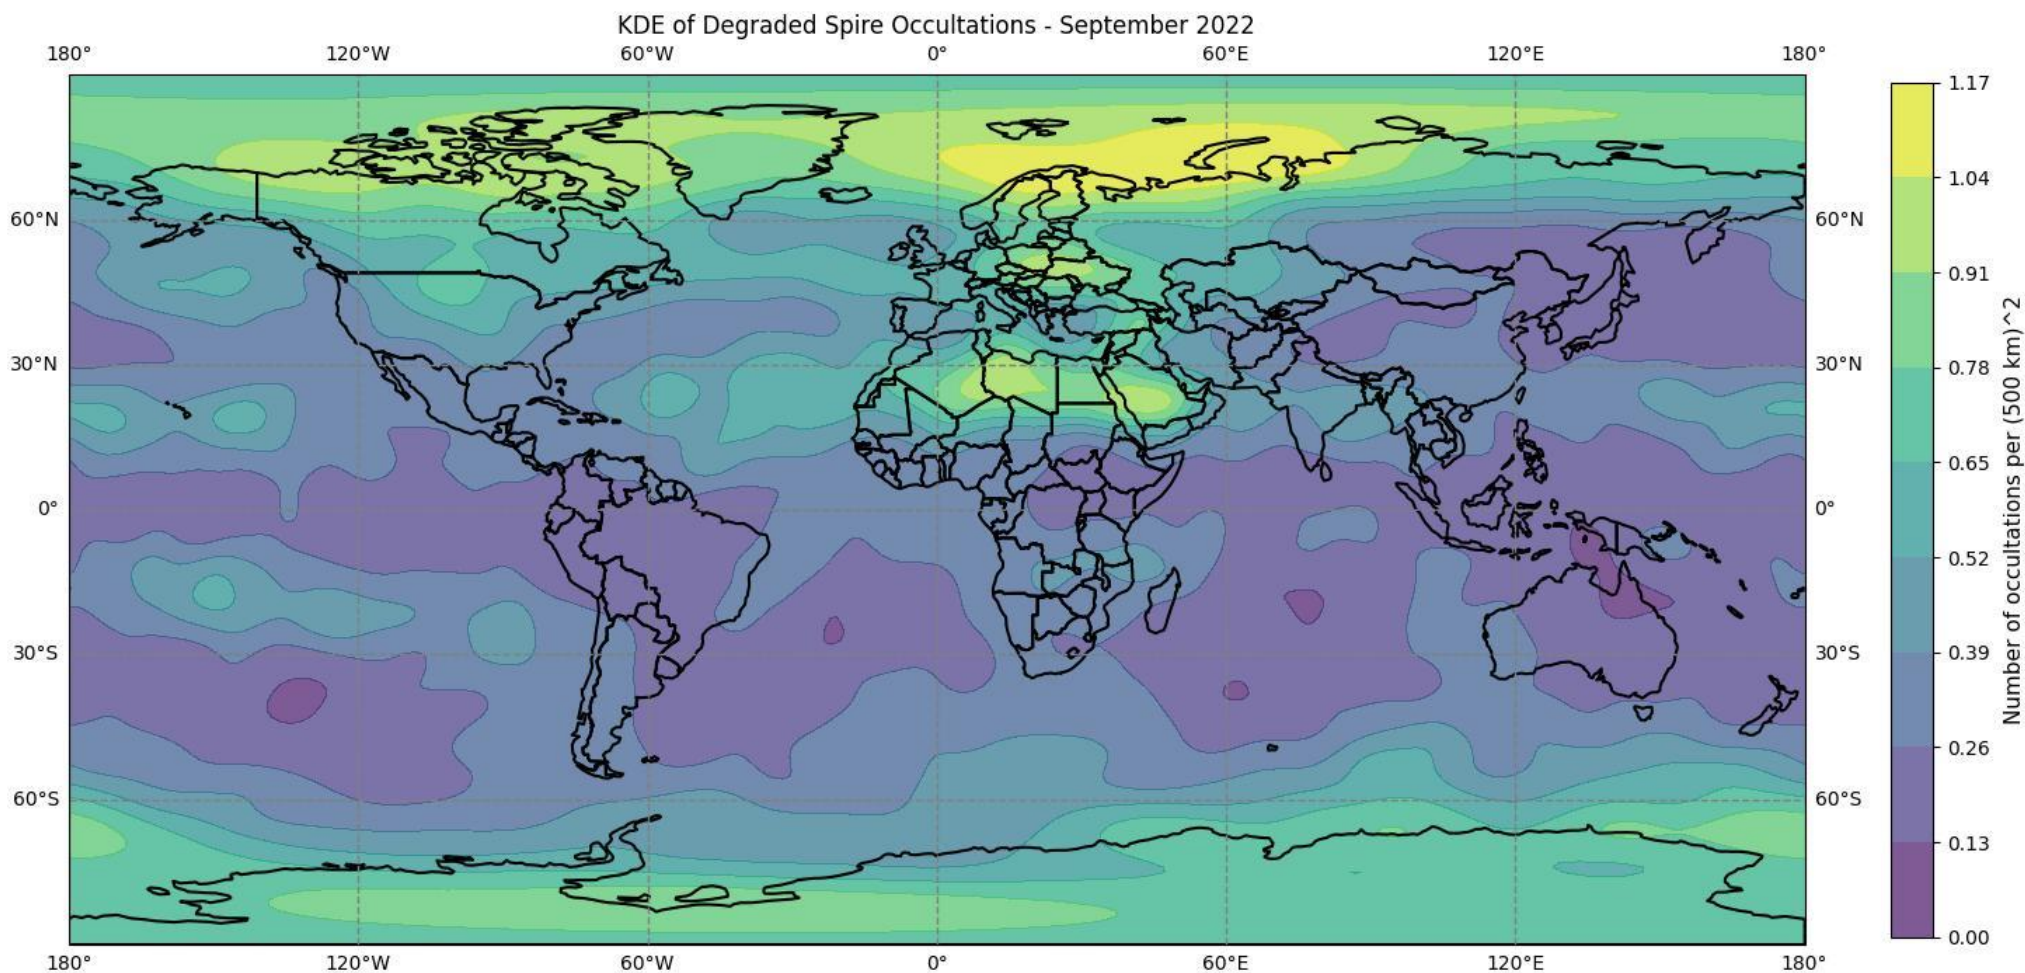 KDE of Degraded Spire Occultations - September 2022
180° 120°W 60°W 0° 60°E 120°E 180°
1.17
1.04
60°N 60°N
0.91
0.78
30°N 30°N
0.65
0° 0°
0.52
0.39
30°S 30°S
0.26
60°S 60°S
0.13
0.00
180° 120°W 60°W 0° 60°E 120°E 180°
Number of occultations per (500 km)^2